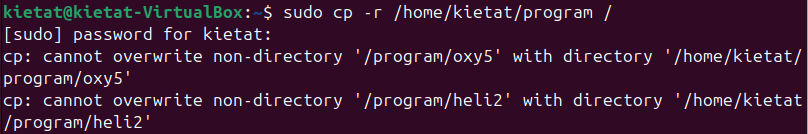 kietat@kietat-VirtualBox:~$ sudo cp -r /home/kietat/program /
[sudo] password for kietat:
cp: cannot overwrite non-directory '/program/oxy5' with directory '/home/kietat/
program/oxy5'
cp: cannot overwrite non-directory '/program/heli2' with directory '/home/kietat
/program/heli2'